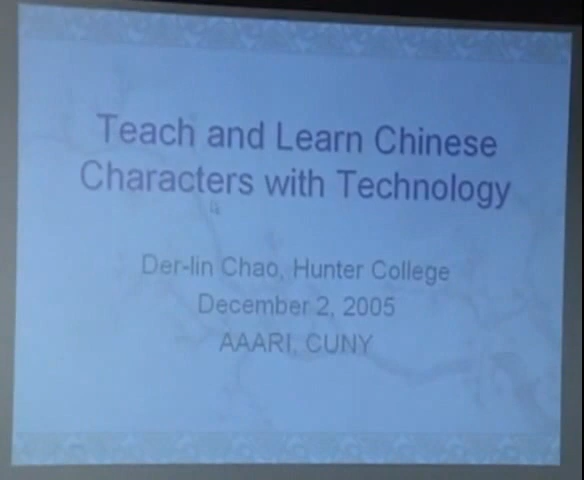 Teach and Learn Chinese
Characters with Technology
Der-lin Chao, Hunter College
December 2, 2005
AAARI, CUNY